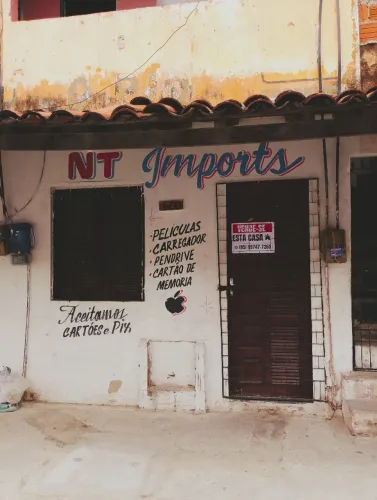 NT Imports
• PELICULAS
• CARREGADOR
• PENDRIVE
• CARTÃO DE
MEMORIA
Aceitamos
CARTÕES e Pix
VENDE-SE
ESTA CASA